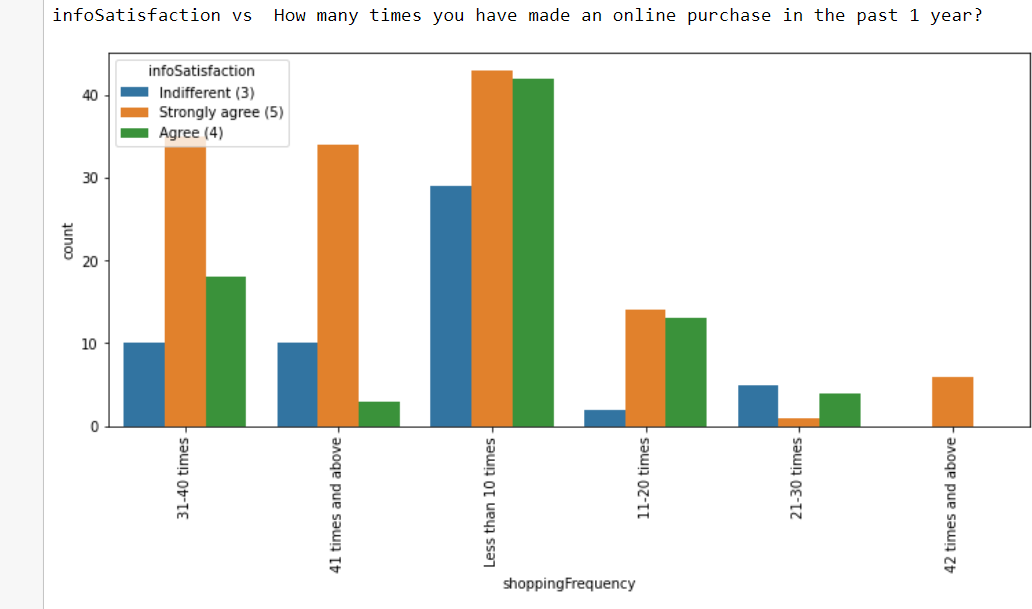 infoSatisfaction vs  How many times you have made an online purchase in the past 1 year?
infoSatisfaction
Indifferent (3)
Strongly agree (5)
Agree (4)
40
30
20
10
0
count
31-40 times
41 times and above
Less than 10 times
11-20 times
21-30 times
42 times and above
shoppingFrequency